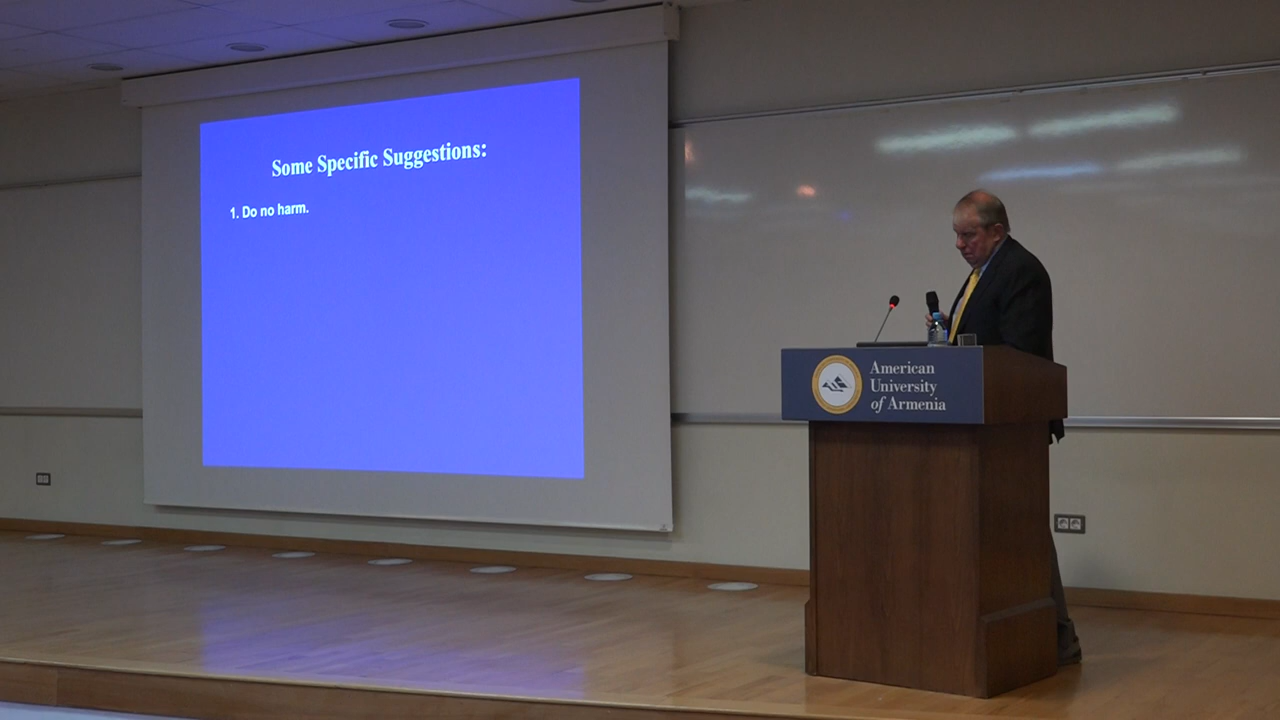 Some Specific Suggestions:
1. Do no harm.
American
University
of Armenia